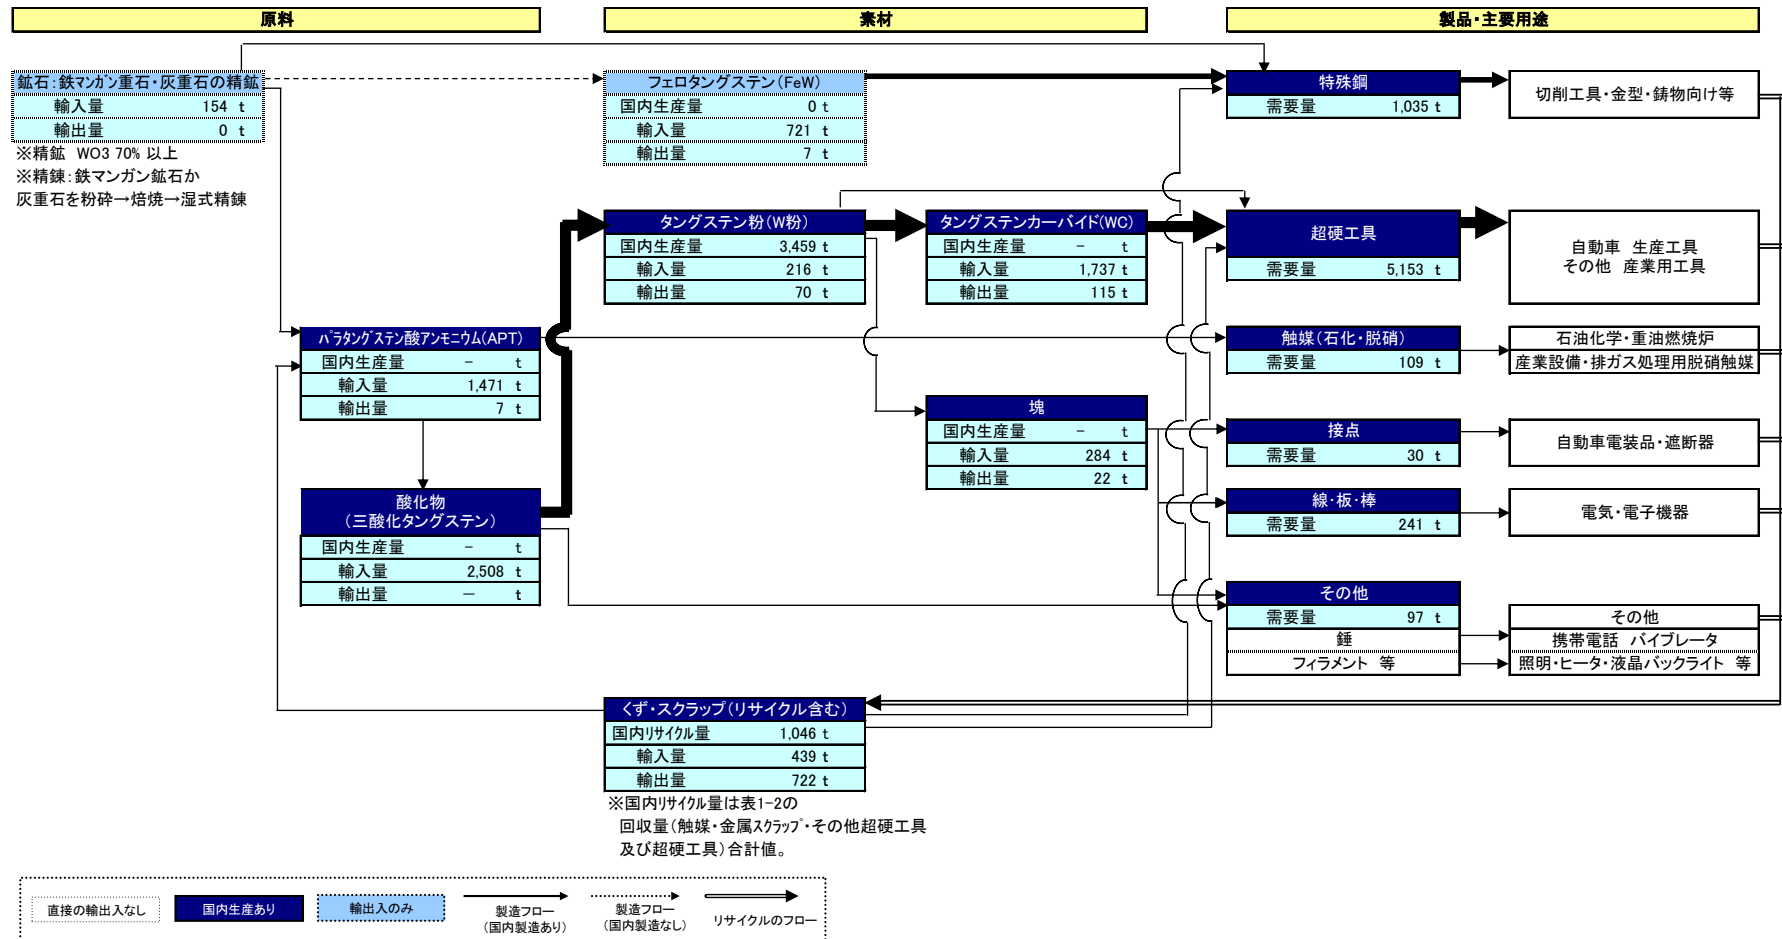 原料
素材
製品・主要用途
鉱石：鉄マンガン重石・灰重石の精鉱
輸入量 154 t
輸出量 0 t
※精鉱 WO3 70% 以上
※精錬：鉄マンガン鉱石か
灰重石を粉砕→焙焼→湿式精錬
フェロタングステン（FeW）
国内生産量 0 t
輸入量 721 t
輸出量 7 t
特殊鋼
需要量 1,035 t
切削工具・金型・鋳物向け等
タングステン粉（W粉）
国内生産量 3,459 t
輸入量 216 t
輸出量 70 t
タングステンカーバイド（WC）
国内生産量 － t
輸入量 1,737 t
輸出量 115 t
超硬工具
需要量 5,153 t
自動車 生産工具
その他 産業用工具
パラタングステン酸アンモニウム（APT）
国内生産量 － t
輸入量 1,471 t
輸出量 7 t
触媒（石化・脱硝）
需要量 109 t
石油化学・重油燃焼炉
産業設備・排ガス処理用脱硝触媒
塊
国内生産量 － t
輸入量 284 t
輸出量 22 t
接点
需要量 30 t
自動車電装品・遮断器
酸化物
（三酸化タングステン）
国内生産量 － t
輸入量 2,508 t
輸出量 － t
線・板・棒
需要量 241 t
電気・電子機器
その他
需要量 97 t
錘
フィラメント 等
その他
携帯電話 バイブレータ
照明・ヒータ・液晶バックライト 等
くず・スクラップ（リサイクル含む）
国内リサイクル量 1,046 t
輸入量 439 t
輸出量 722 t
※国内リサイクル量は表1-2の
回収量（触媒・金属スクラップ・その他超硬工具
及び超硬工具）合計値。
直接の輸出入なし
国内生産あり
輸出入のみ
製造フロー
（国内製造あり）
製造フロー
（国内製造なし）
リサイクルのフロー